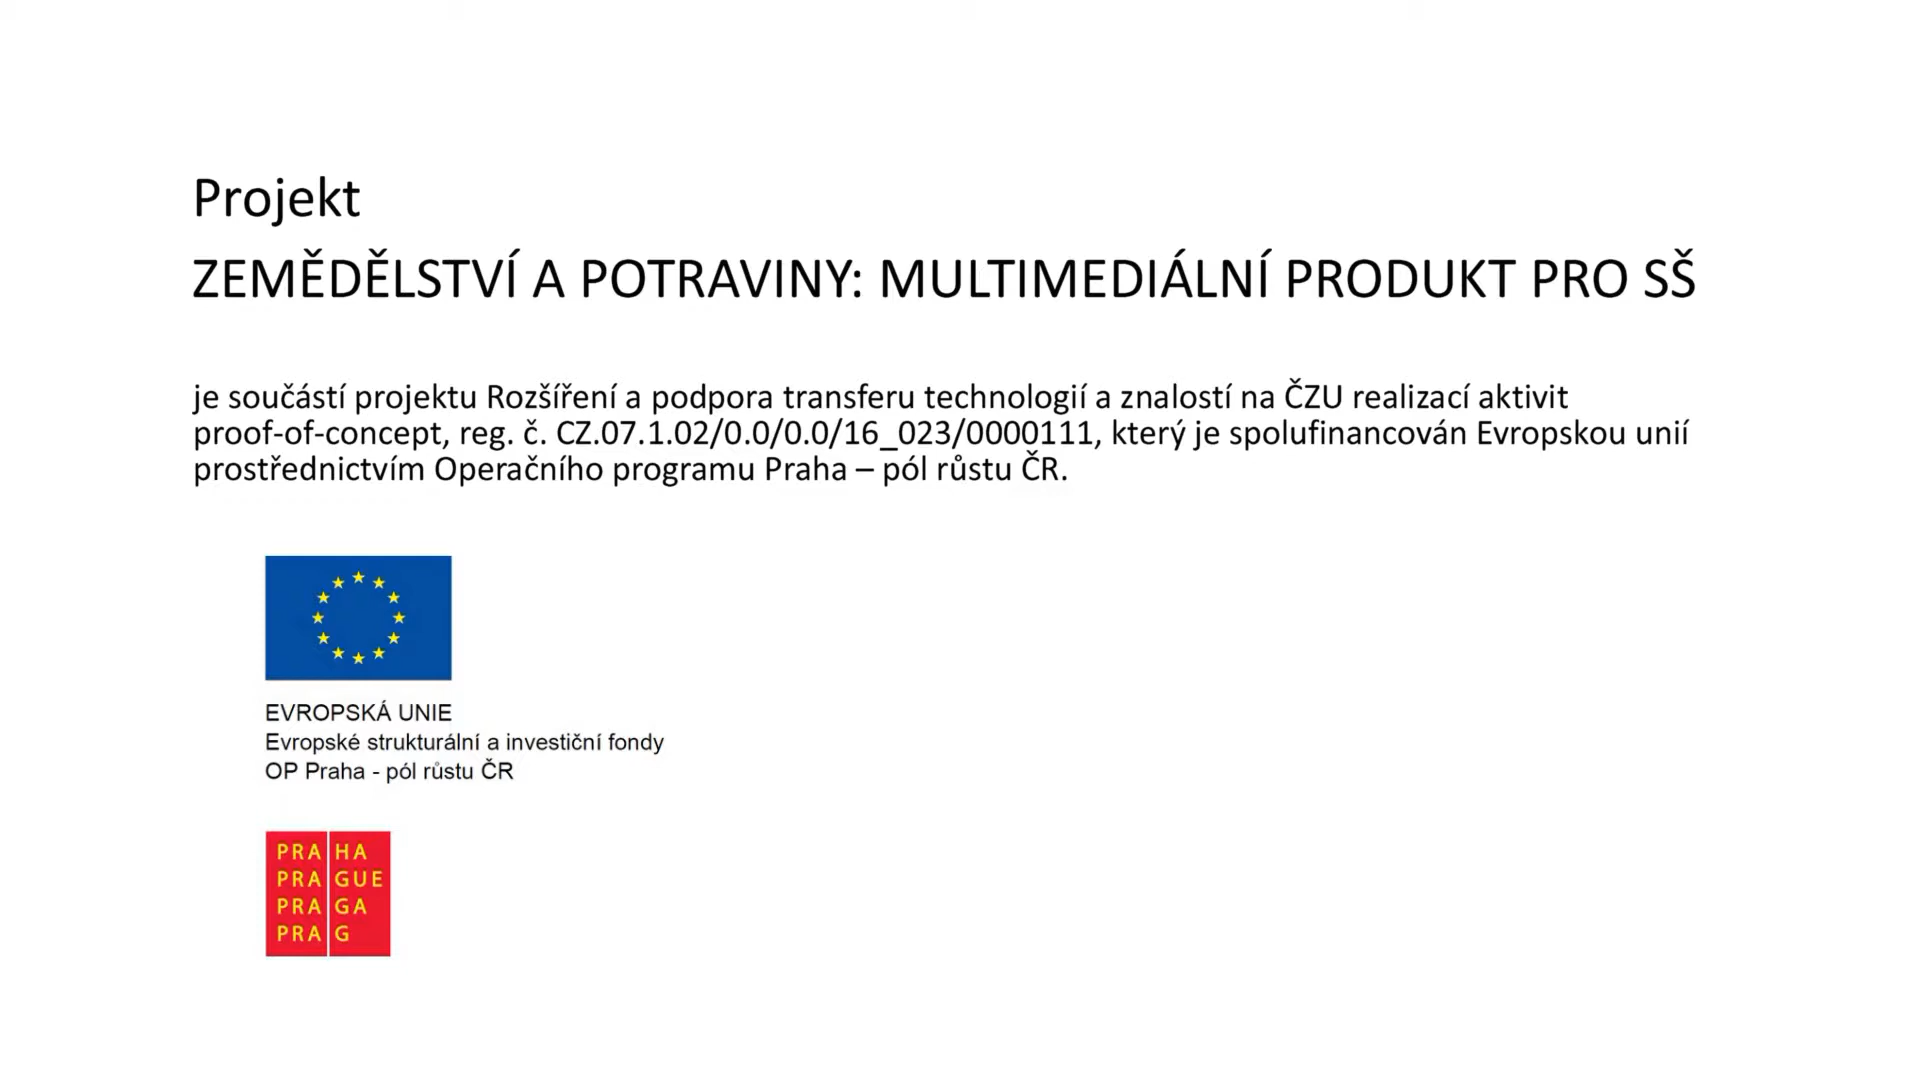 Projekt
ZEMĚDĚLSTVÍ A POTRAVINY: MULTIMEDIÁLNÍ PRODUKT PRO SŠ
je součástí projektu Rozšíření a podpora transferu technologií a znalostí na ČZU realizací aktivit
proof-of-concept, reg. č. CZ.07.1.02/0.0/0.0/16_023/0000111, který je spolufinancován Evropskou unií
prostřednictvím Operačního programu Praha – pól růstu ČR.
EVROPSKÁ UNIE
Evropské strukturální a investiční fondy
OP Praha - pól růstu ČR
PRA HA
PRA GUE
PRA GA
PRA G